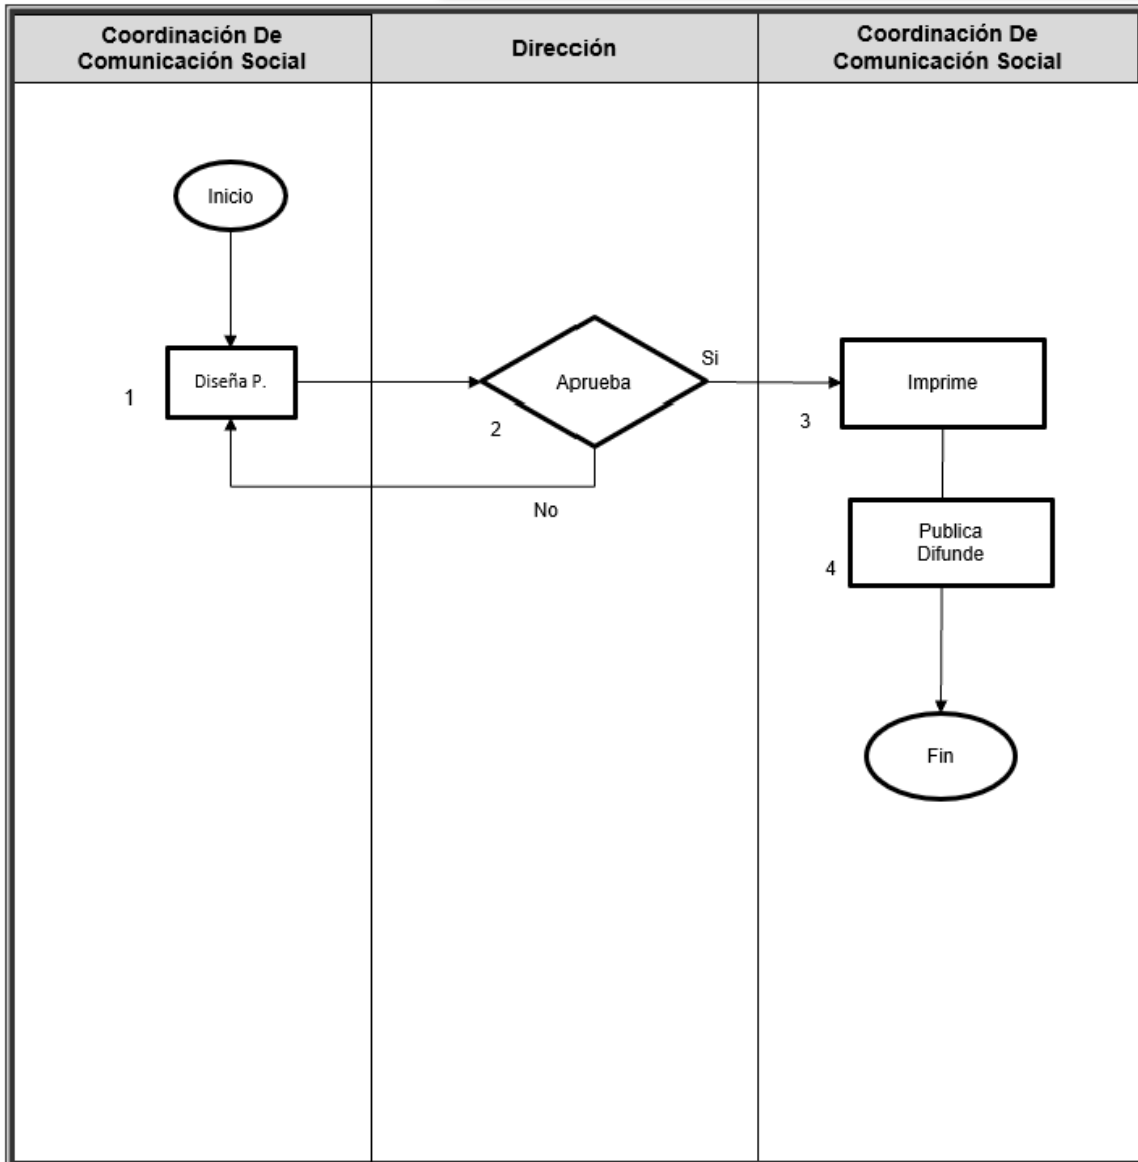 Coordinación De
Comunicación Social
Dirección
Coordinación De
Comunicación Social
Inicio
1
Diseña P.
2
Aprueba
Si
No
3
Imprime
4
Publica
Difunde
Fin